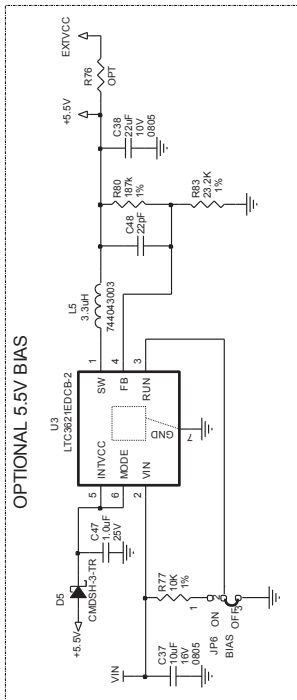 OPTIONAL 5.5V BIAS
+5.5V
D5
CMDSH-3-TR
C47
1.0uF
25V
U3
LTC3621EDCB-2
5
INTVCC
6
MODE
2
VIN
SW
1
FB
4
RUN
3
GND
7
L5
3.3uH
744043003
C48
22pF
R80
187k
1%
R83
23.2K
1%
C38
22uF
10V
0805
+5.5V
R76
OPT
EXTVCC
VIN
C37
10uF
16V
0805
R77
10K
1%
JP6
1
2
3
ON
BIAS
OFF